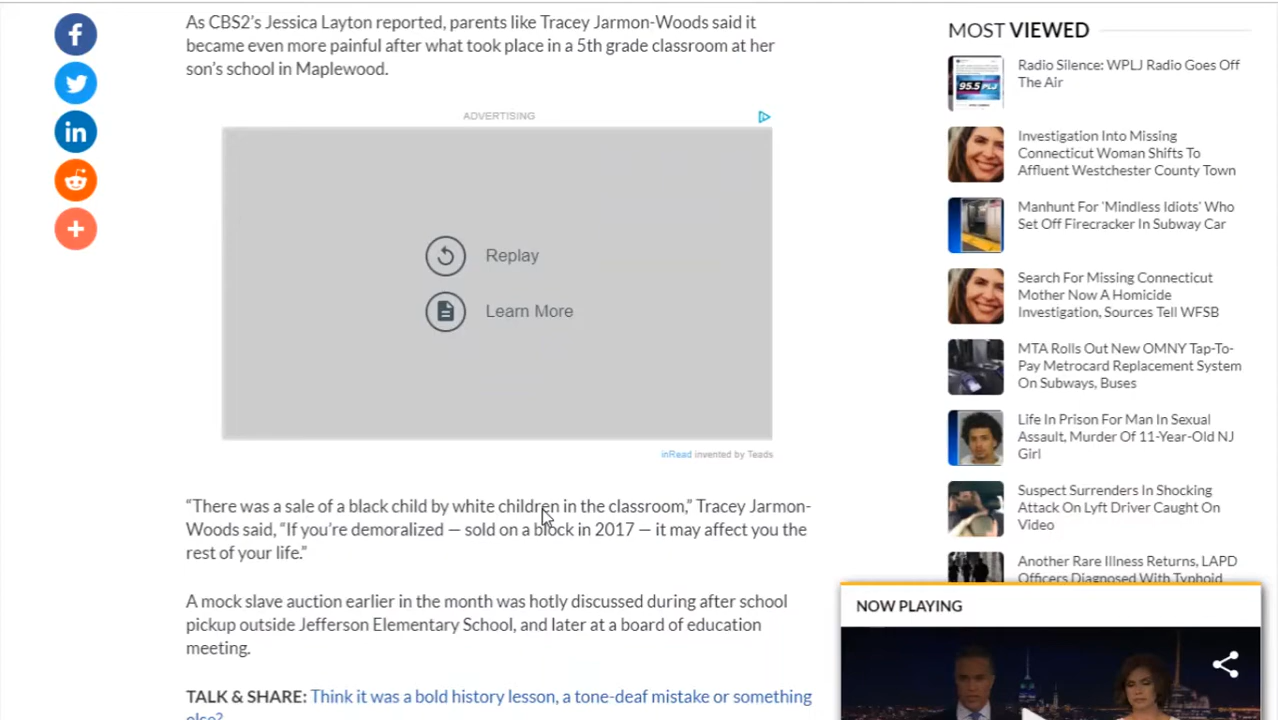 As CBS2’s Jessica Layton reported, parents like Tracey Jarmon-Woods said it
became even more painful after what took place in a 5th grade classroom at her
son’s school in Maplewood.
ADVERTISING
Replay
Learn More
inRead invented by Teads
“There was a sale of a black child by white children in the classroom,” Tracey Jarmon-
Woods said, “If you’re demoralized — sold on a block in 2017 — it may affect you the
rest of your life.”
A mock slave auction earlier in the month was hotly discussed during after school
pickup outside Jefferson Elementary School, and later at a board of education
meeting.
TALK & SHARE: Think it was a bold history lesson, a tone-deaf mistake or something
else?
MOST VIEWED
95.5 PLJ
Radio Silence: WPLJ Radio Goes Off
The Air
Investigation Into Missing
Connecticut Woman Shifts To
Affluent Westchester County Town
Manhunt For 'Mindless Idiots' Who
Set Off Firecracker In Subway Car
Search For Missing Connecticut
Mother Now A Homicide
Investigation, Sources Tell WFSB
MTA Rolls Out New OMNY Tap-To-
Pay Metrocard Replacement System
On Subways, Buses
Life In Prison For Man In Sexual
Assault, Murder Of 11-Year-Old NJ
Girl
Suspect Surrenders In Shocking
Attack On Lyft Driver Caught On
Video
Another Rare Illness Returns, LAPD
Officers Diagnosed With Typhoid
NOW PLAYING